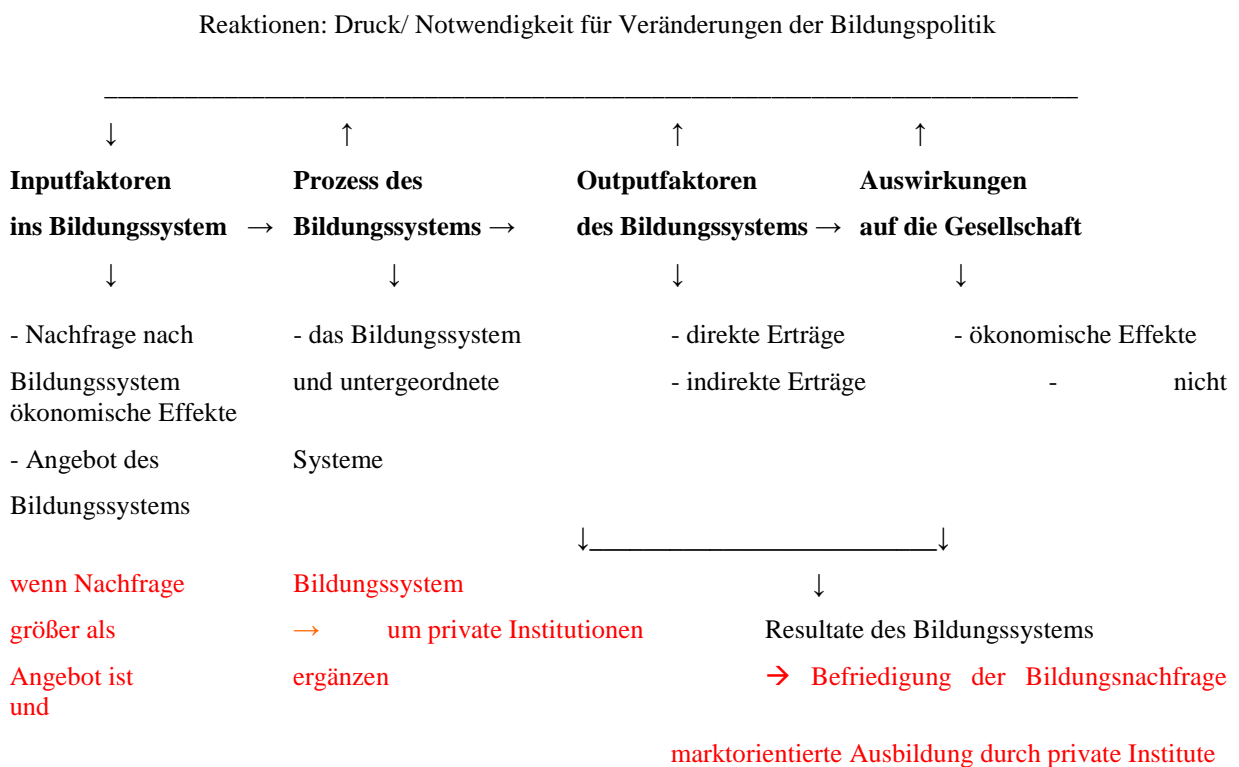 Reaktionen: Druck/ Notwendigkeit für Veränderungen der Bildungspolitik
↓ ↑ ↑ ↑
Inputfaktoren Prozess des Outputfaktoren Auswirkungen
ins Bildungssystem → Bildungssystems → des Bildungssystems → auf die Gesellschaft
↓ ↓ ↓ ↓
- Nachfrage nach - das Bildungssystem - direkte Erträge - ökonomische Effekte
Bildungssystem und untergeordnete - indirekte Erträge - nicht
ökonomische Effekte
- Angebot des Systeme
Bildungssystems
↓__________________________↓
wenn Nachfrage Bildungssystem ↓
größer als → um private Institutionen Resultate des Bildungssystems
Angebot ist ergänzen → Befriedigung der Bildungsnachfrage
und
marktorientierte Ausbildung durch private Institute